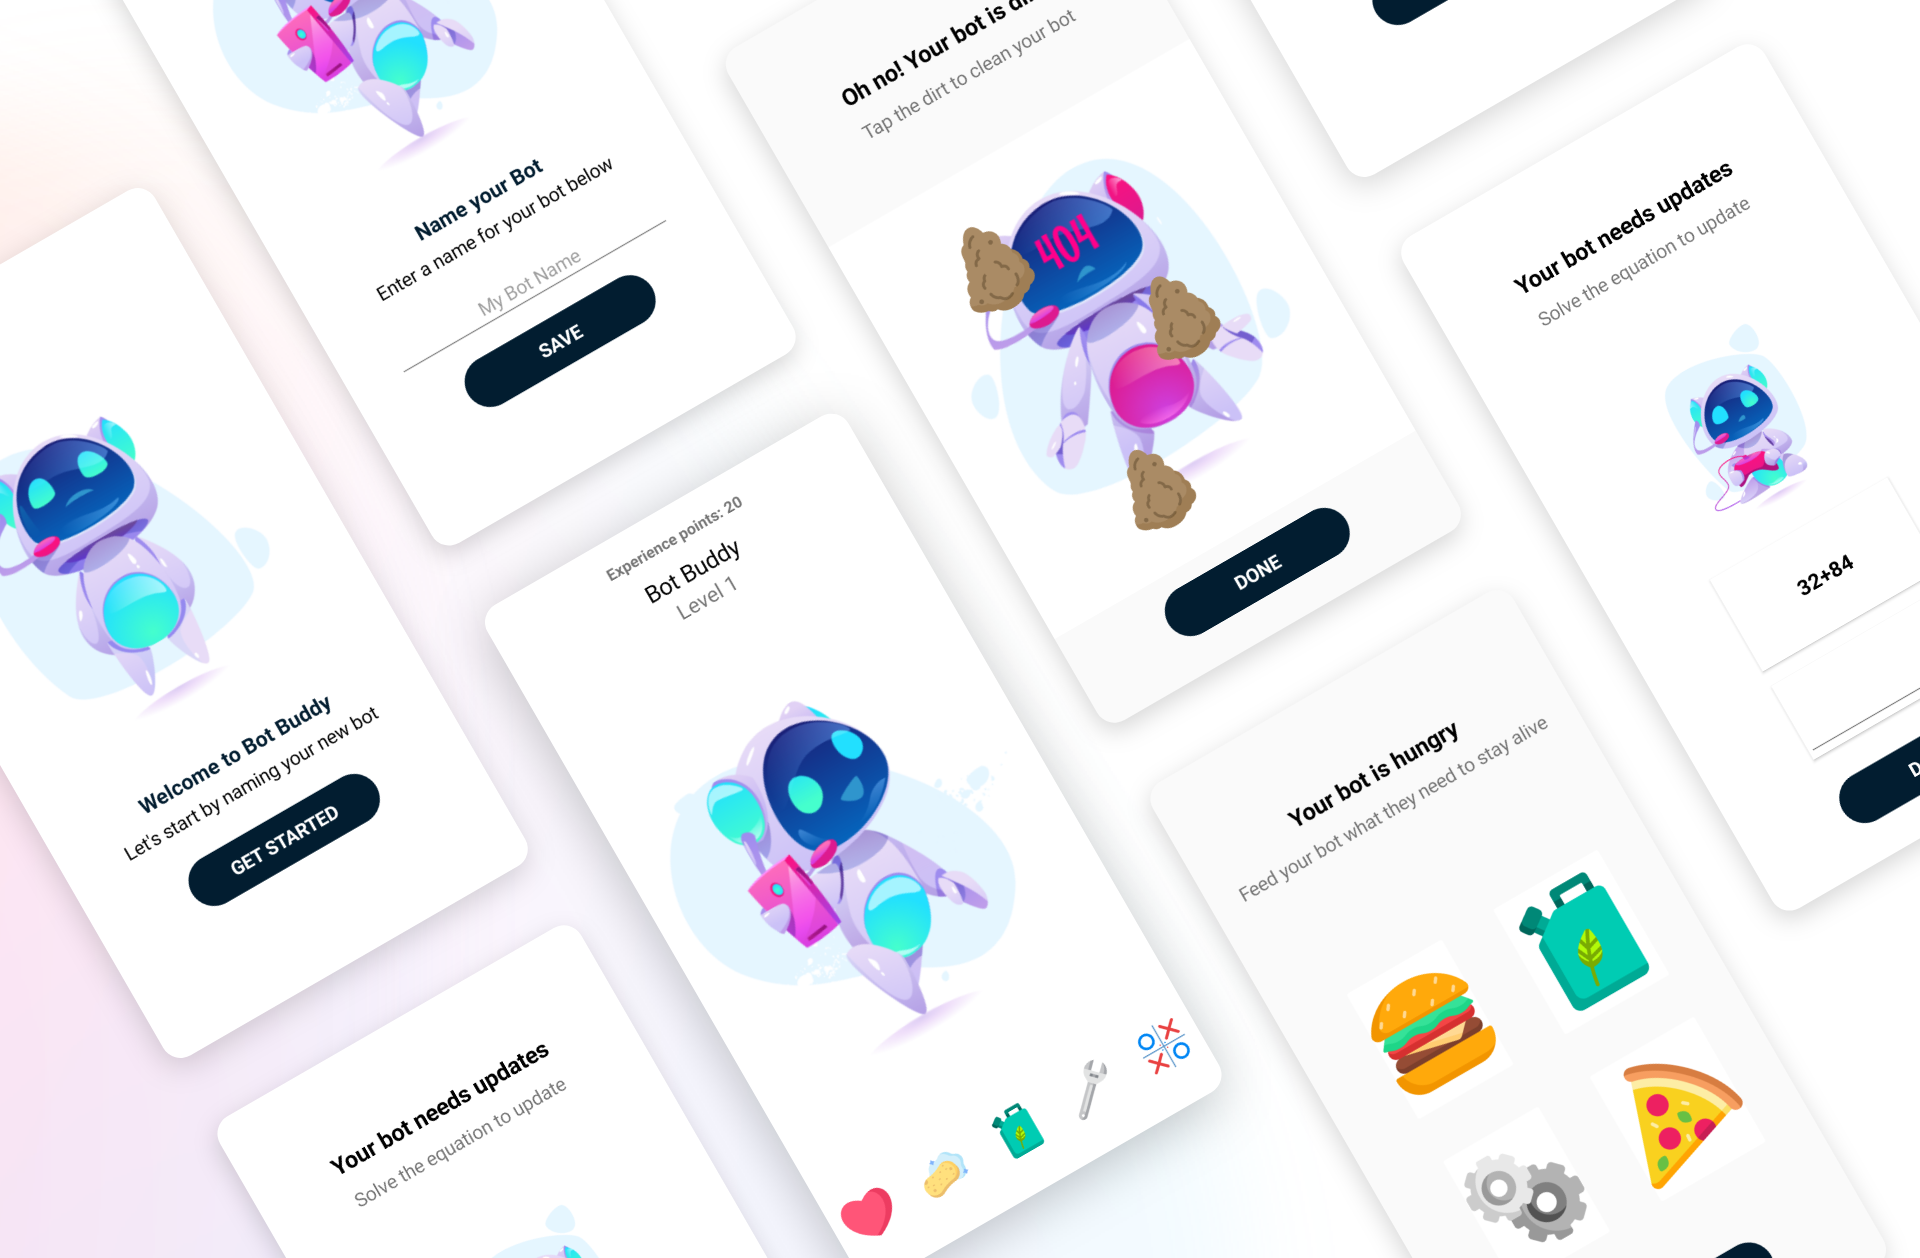 Name your Bot
Enter a name for your bot below
My Bot Name
SAVE
Oh no! Your bot is
Tap the dirt to clean your bot
404
DONE
Your bot needs updates
Solve the equation to update
32+84
Welcome to Bot Buddy
Let's start by naming your new bot
GET STARTED
Experience points: 20
Bot Buddy
Level 1
Your bot is hungry
Feed your bot what they need to stay alive
Your bot needs updates
Solve the equation to update